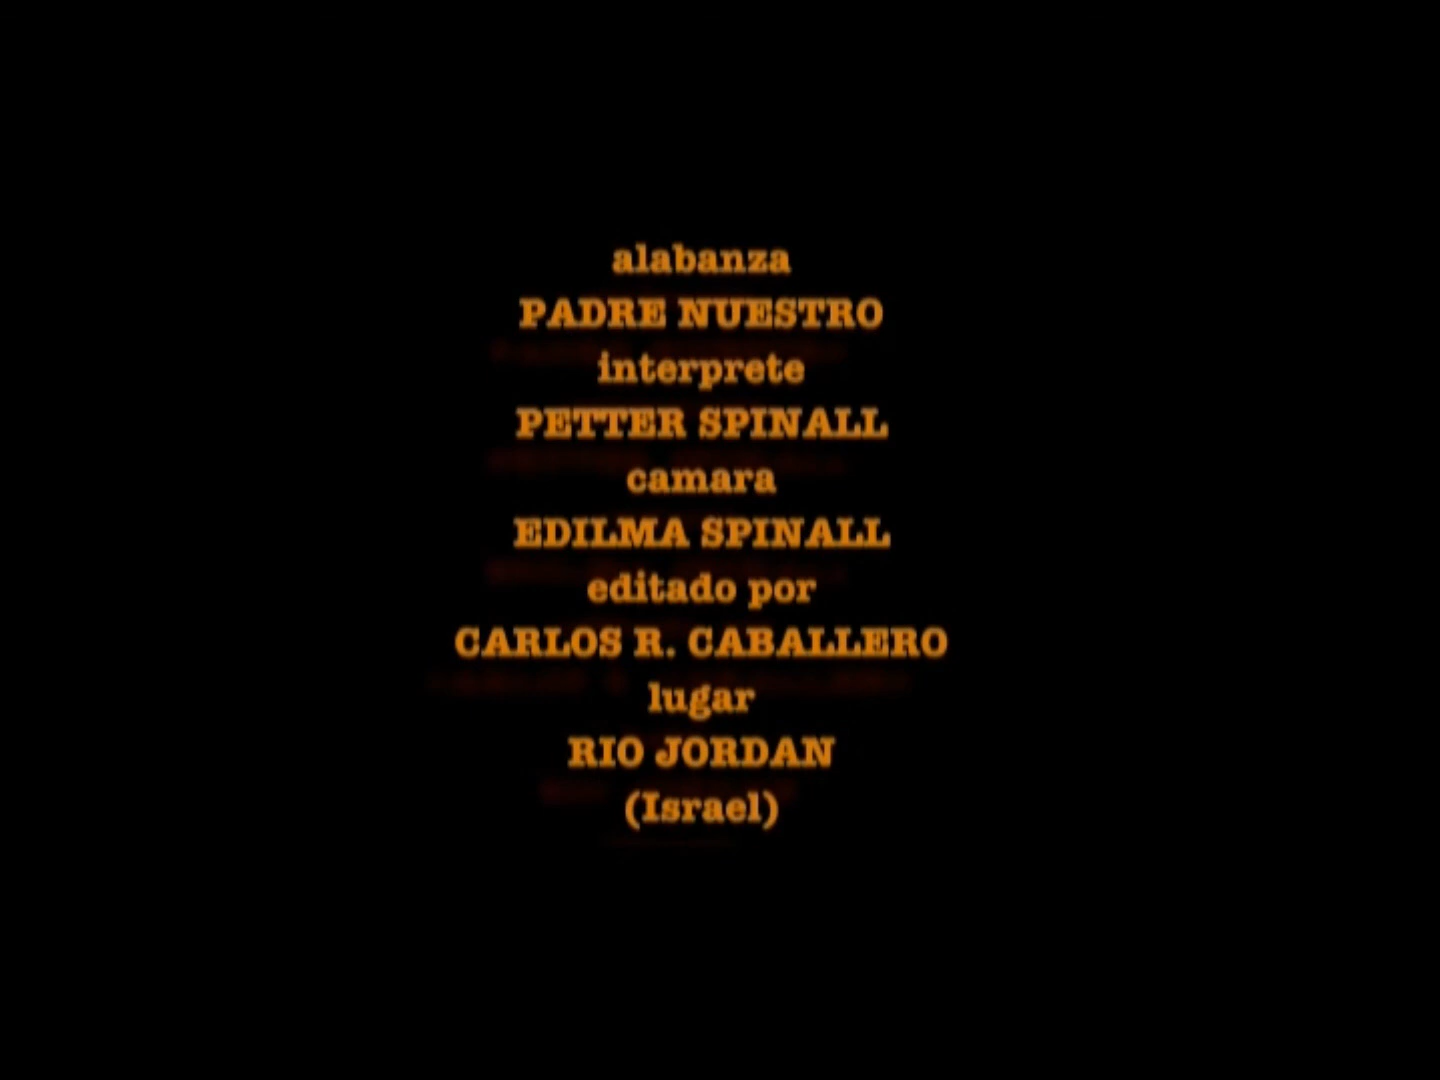 alabanza
PADRE NUESTRO
interprete
PETTER SPINALL
camara
EDILMA SPINALL
editado por
CARLOS R. CABALLERO
lugar
RIO JORDAN
(Israel)